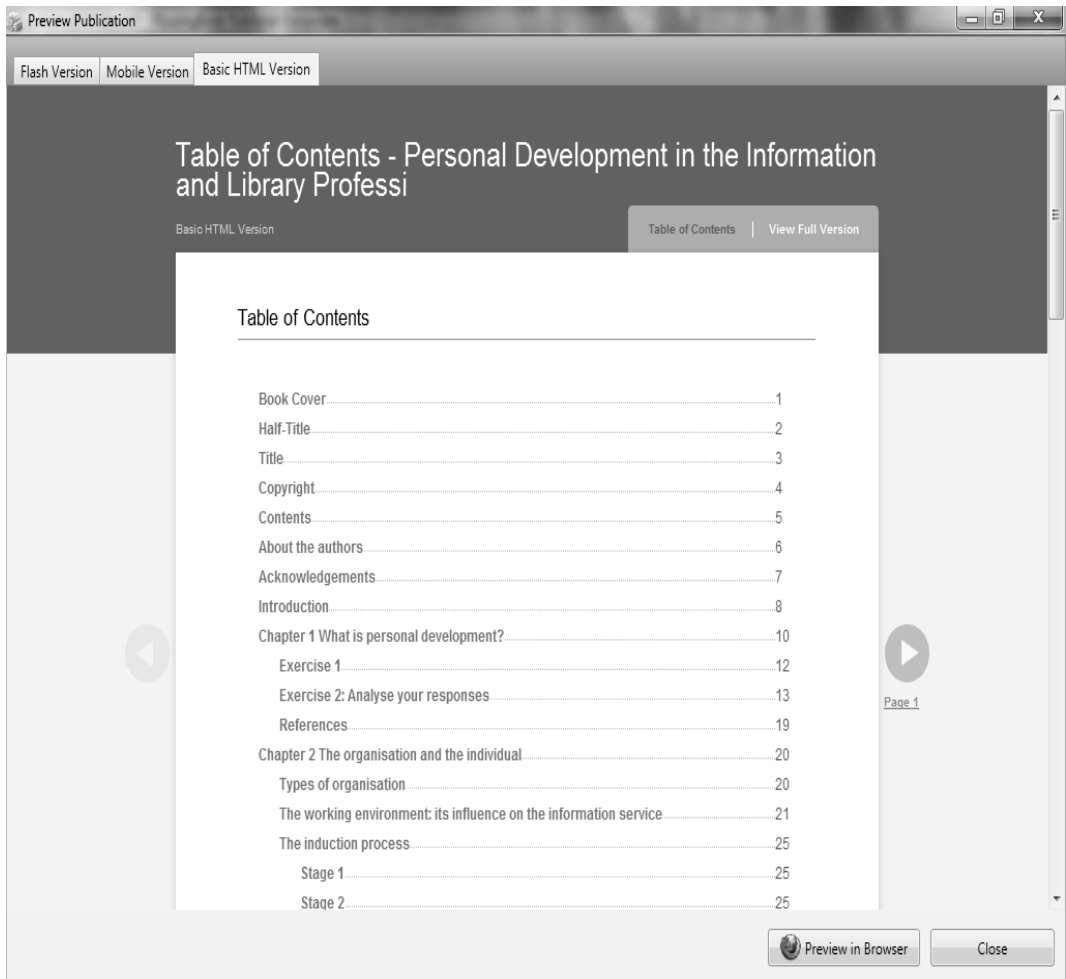 Preview Publication
Flash Version Mobile Version Basic HTML Version
Table of Contents - Personal Development in the Information
and Library Professi
Basic HTML Version
Table of Contents | View Full Version
Table of Contents
Book Cover 1
Half-Title 2
Title 3
Copyright 4
Contents 5
About the authors 6
Acknowledgements 7
Introduction 8
Chapter 1 What is personal development? 10
Exercise 1 12
Exercise 2: Analyse your responses 13
Page 1
References 19
Chapter 2 The organisation and the individual 20
Types of organisation 20
The working environment: its influence on the information service 21
The induction process 25
Stage 1 25
Stage 2 25
Preview in Browser Close